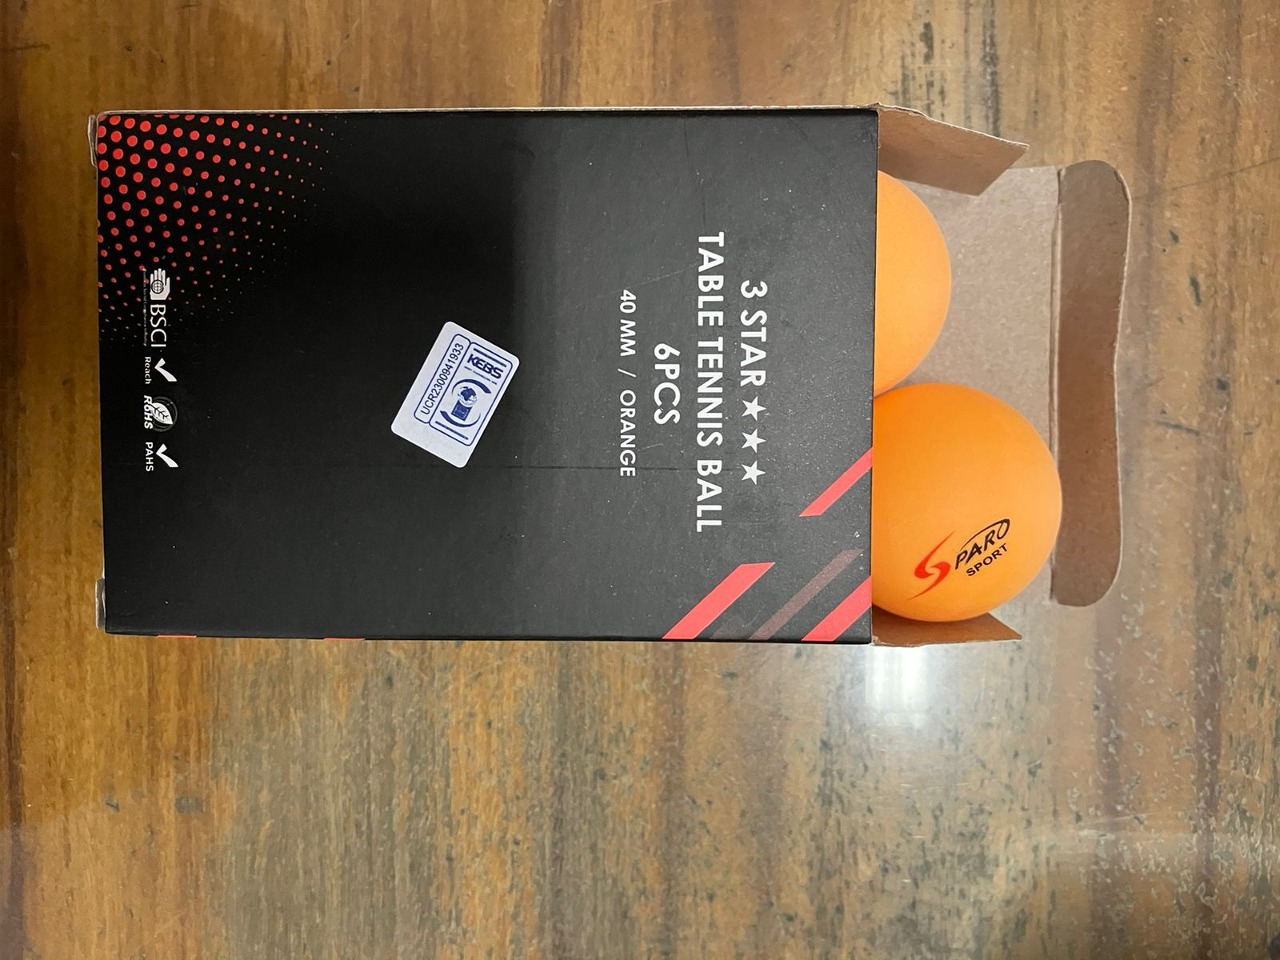 3 STAR ★ ★ ★
TABLE TENNIS BALL
6PCS
40 MM / ORANGE
KEBS
UCR2300941933
BSCI
Reach
RoHS
PAHS
SPARO
SPORT